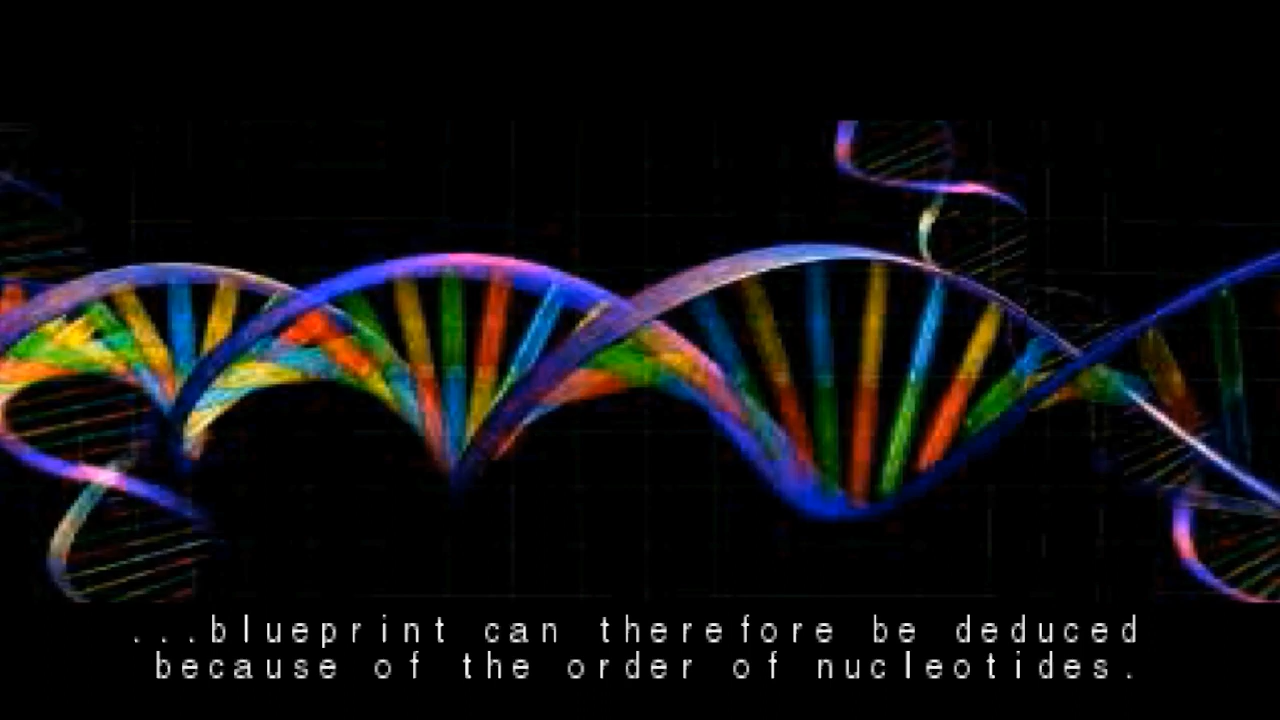 ...blueprint can therefore be deduced
because of the order of nucleotides.